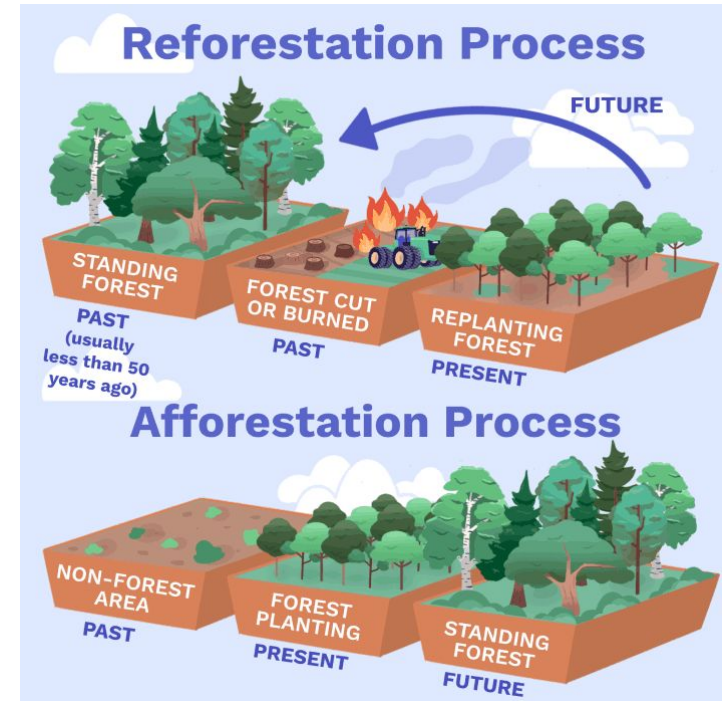 Reforestation Process
FUTURE
STANDING
FOREST
PAST
(usually
less than 50
years ago)
FOREST CUT
OR BURNED
PAST
REPLANTING
FOREST
PRESENT
Afforestation Process
NON-FOREST
AREA
PAST
FOREST
PLANTING
PRESENT
STANDING
FOREST
FUTURE